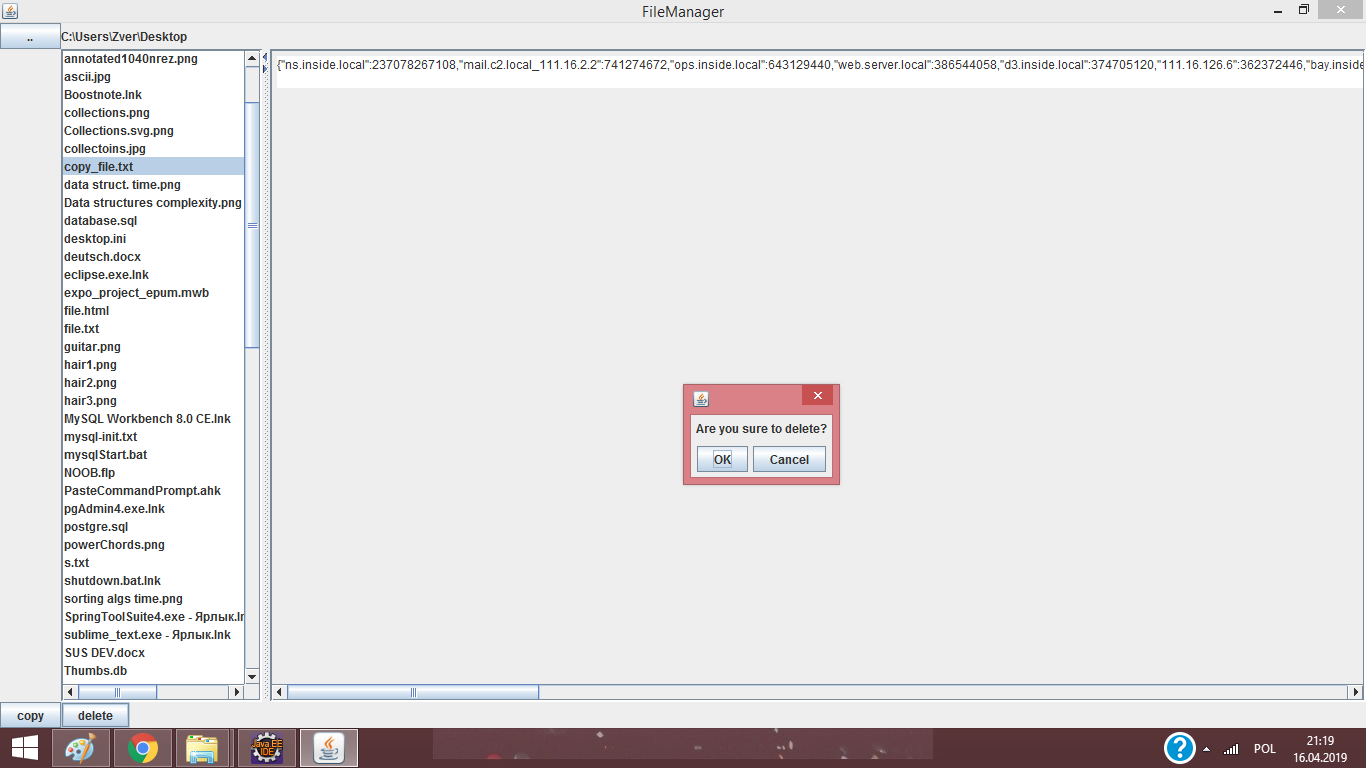 FileManager
..
C:\Users\Zver\Desktop
annotated1040nrez.png
ascii.jpg
Boostnote.lnk
collections.png
Collections.svg.png
collectoins.jpg
copy_file.txt
data struct. time.png
Data structures complexity.png
database.sql
desktop.ini
deutsch.docx
eclipse.exe.lnk
expo_project_epum.mwb
file.html
file.txt
guitar.png
hair1.png
hair2.png
hair3.png
MySQL Workbench 8.0 CE.lnk
mysql-init.txt
mysqlStart.bat
NOOB.flp
PasteCommandPrompt.ahk
pgAdmin4.exe.lnk
postgre.sql
powerChords.png
s.txt
shutdown.bat.lnk
sorting algs time.png
SpringToolSuite4.exe - Ярлык.ln
sublime_text.exe - Ярлык.lnk
SUS DEV.docx
Thumbs.db
{"ns.inside.local":237078267108,"mail.c2.local_111.16.2.2":741274672,"ops.inside.local":643129440,"web.server.local":386544058,"d3.inside.local":374705120,"111.16.126.6":362372446,"bay.inside
Are you sure to delete?
OK
Cancel
copy
delete
Java EE
IDE
?
POL
21:19
16.04.2019